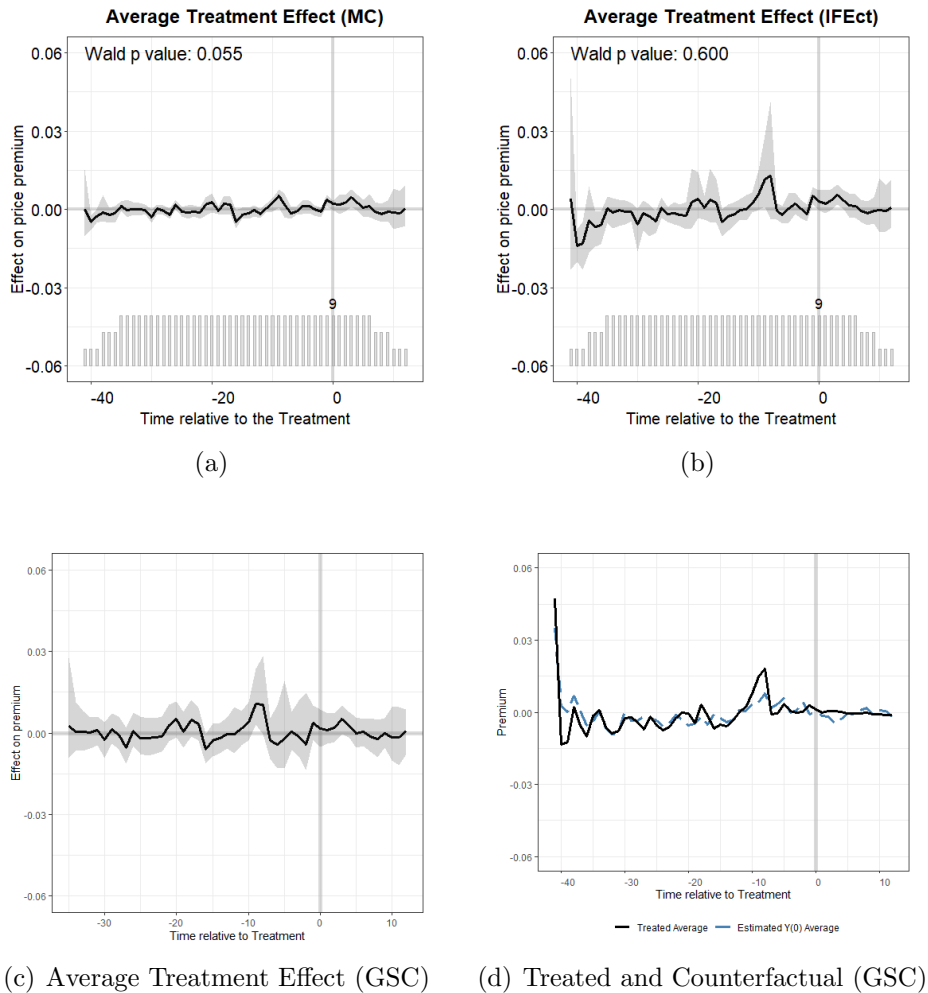 Average Treatment Effect (MC)
Wald p value: 0.055
0.06
0.03
0.00
-0.03
-0.06
Effect on price premium
9
-40
-20
0
Time relative to the Treatment
(a)
Average Treatment Effect (IFEct)
Wald p value: 0.600
0.06
0.03
0.00
-0.03
-0.06
Effect on price premium
9
-40
-20
0
Time relative to the Treatment
(b)
0.06
0.03
0.00
-0.03
-0.06
Effect on premium
-30
-20
-10
0
10
Time relative to Treatment
(c) Average Treatment Effect (GSC)
0.06
0.03
0.00
-0.03
-0.06
Premium
-40
-30
-20
-10
0
10
Time relative to Treatment
Treated Average
Estimated Y(0) Average
(d) Treated and Counterfactual (GSC)